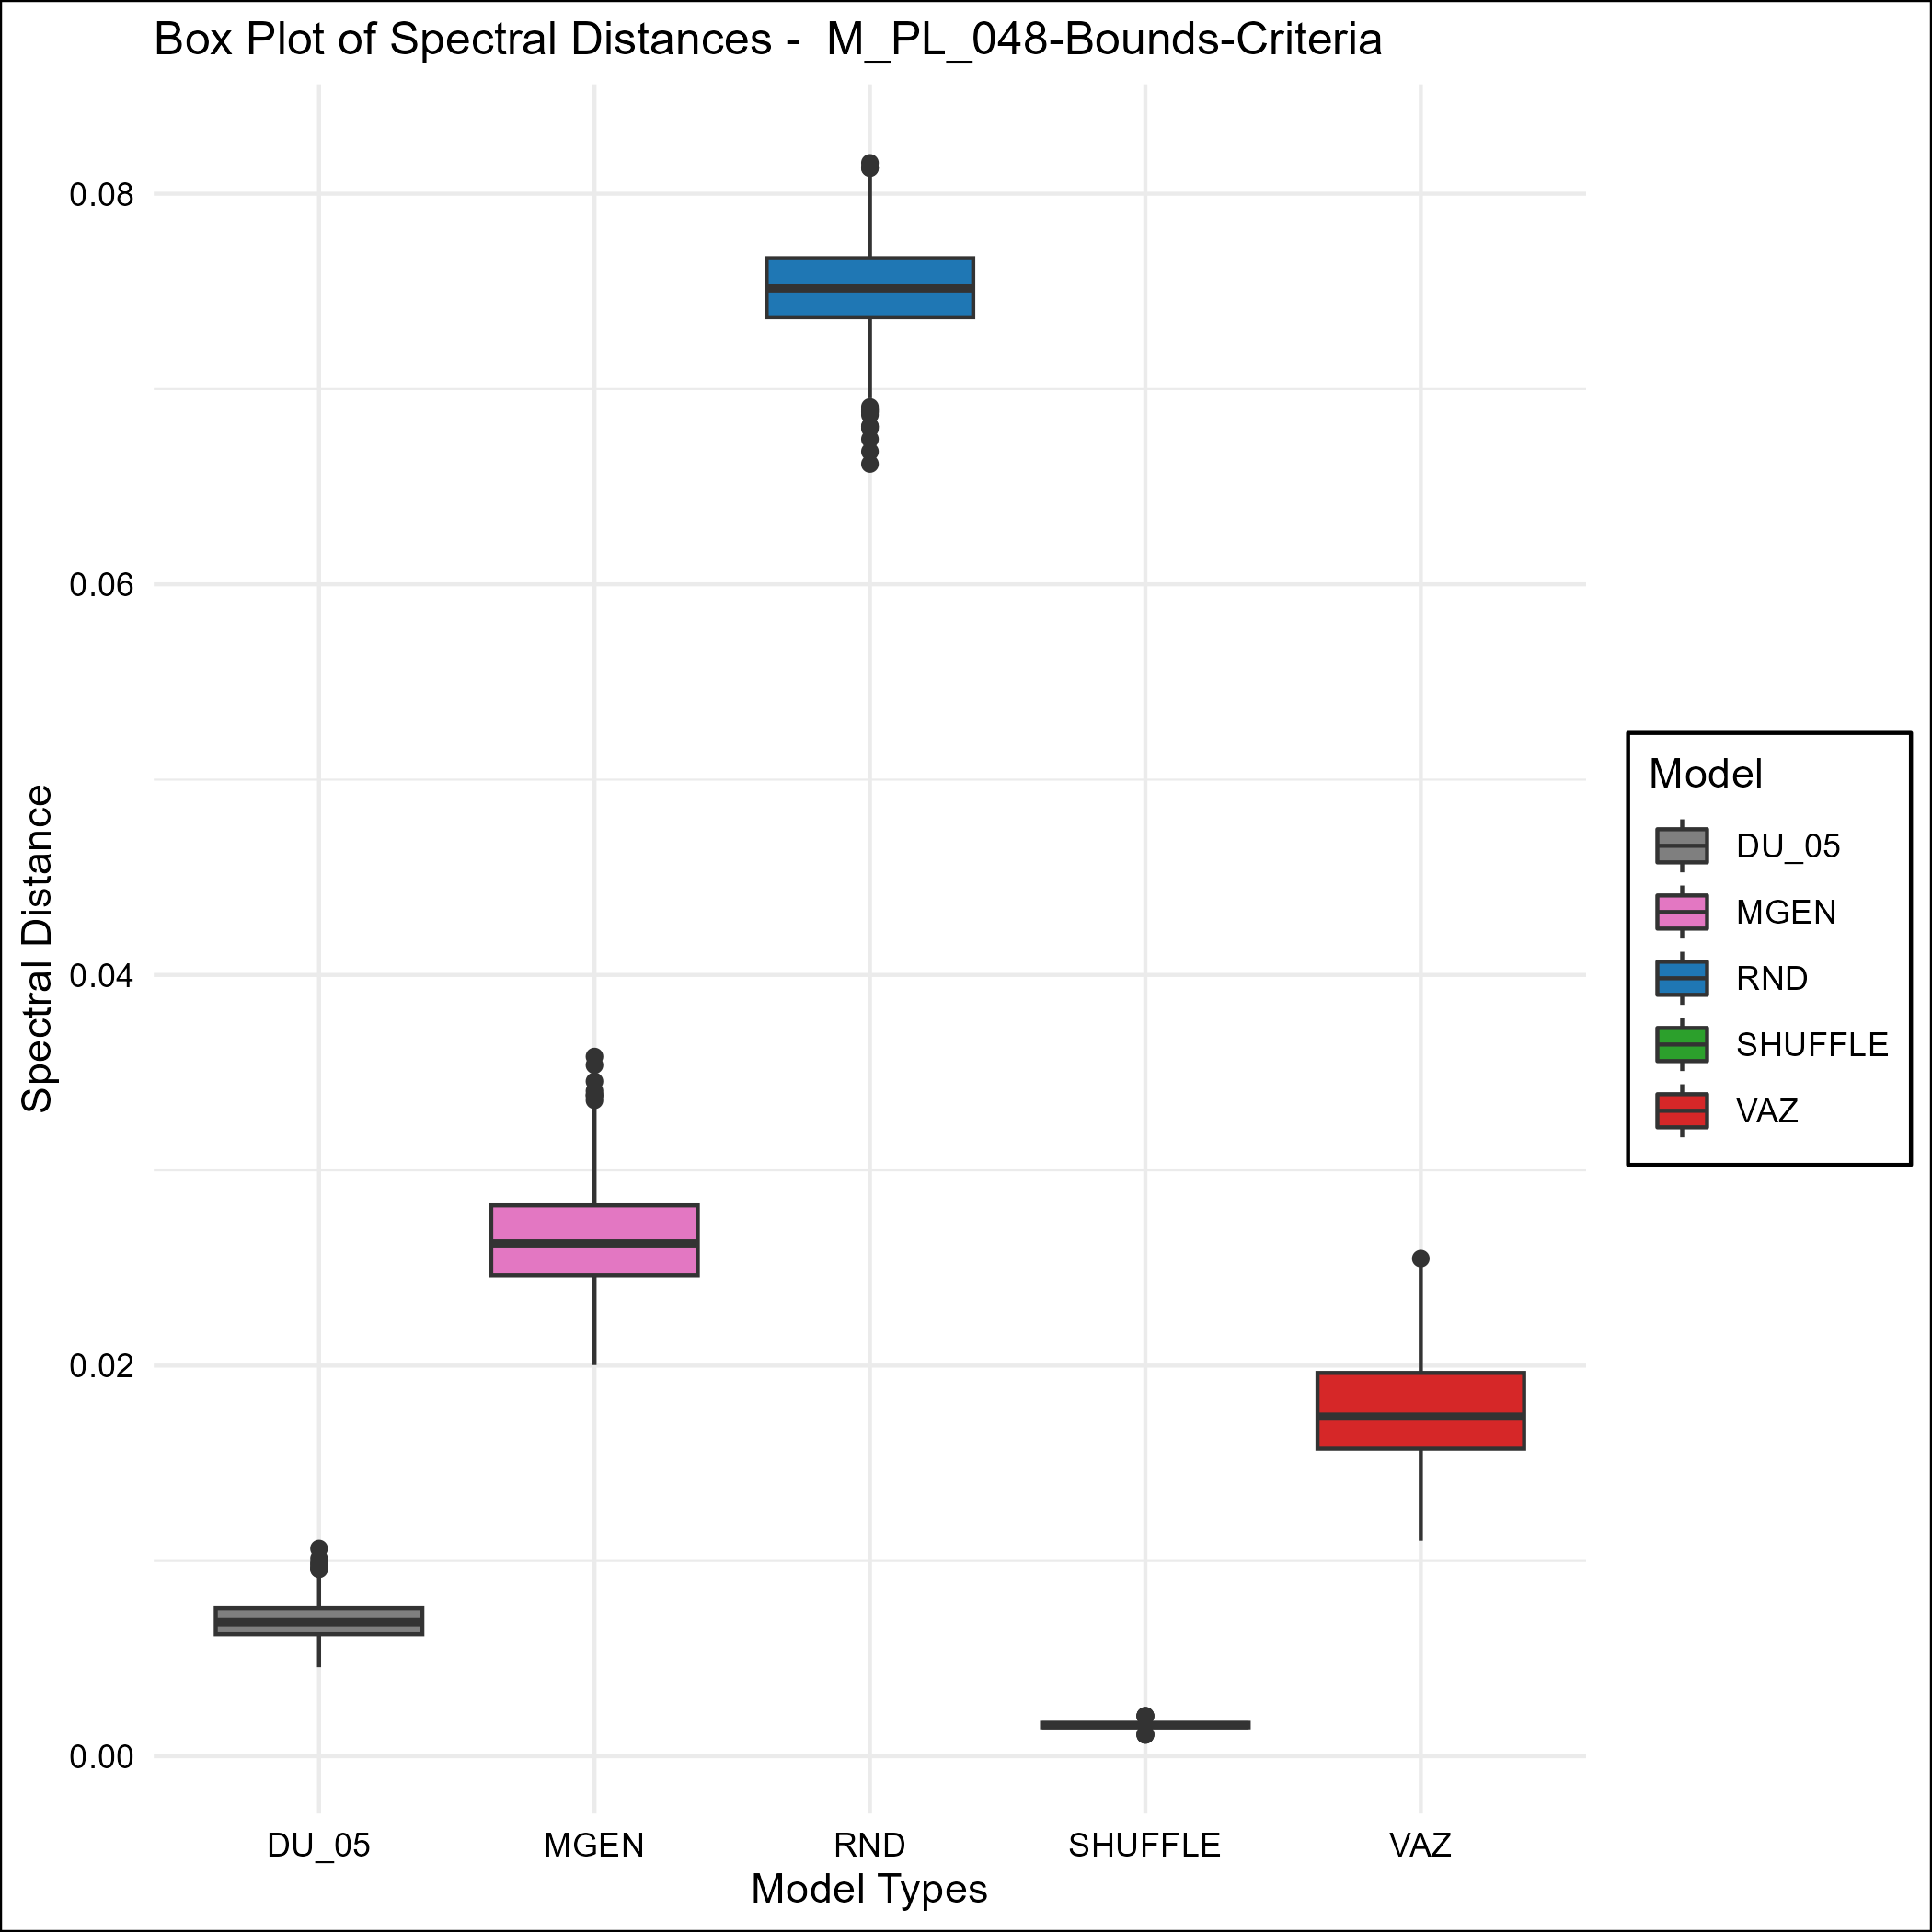 Box Plot of Spectral Distances -  M_PL_048-Bounds-Criteria
Spectral Distance
0.08
0.06
0.04
0.02
0.00
DU_05 MGEN RND SHUFFLE VAZ
Model Types
Model
DU_05
MGEN
RND
SHUFFLE
VAZ